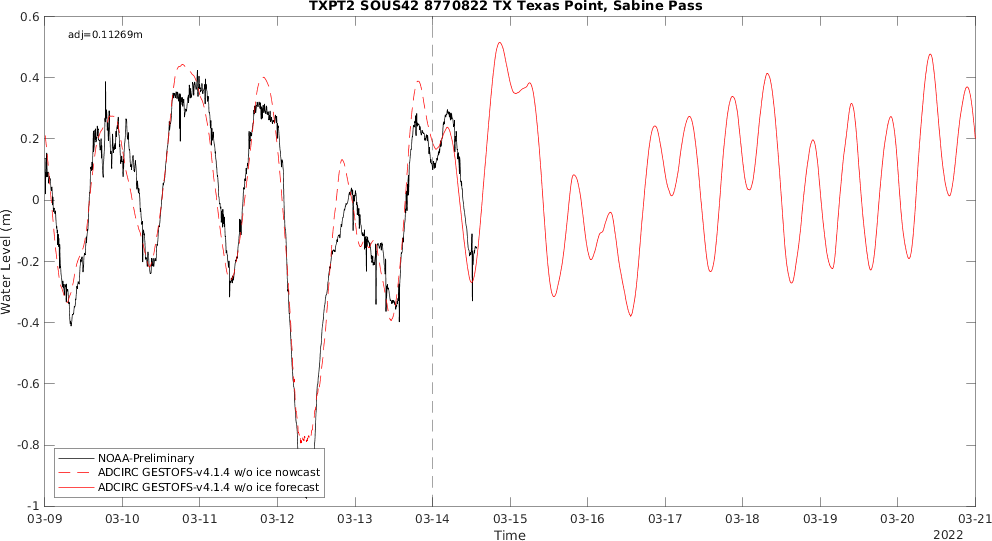 TXPT2 SOUS42 8770822 TX Texas Point, Sabine Pass
adj=0.11269m
0.6
0.4
0.2
0
-0.2
-0.4
-0.6
-0.8
-1
Water Level (m)
NOAA-Preliminary
ADCIRC GESTOFS-v4.1.4 w/o ice nowcast
ADCIRC GESTOFS-v4.1.4 w/o ice forecast
03-09 03-10 03-11 03-12 03-13 03-14 03-15 03-16 03-17 03-18 03-19 03-20 03-21
Time
2022